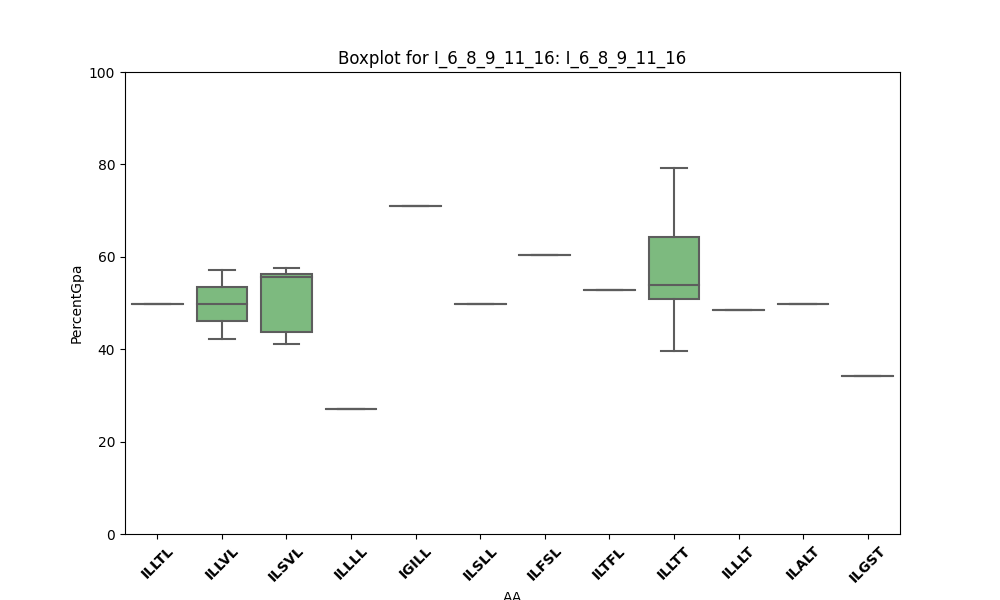 Boxplot for I_6_8_9_11_16: I_6_8_9_11_16
100
80
60
40
20
0
PercentGpa
ILLTL ILLVL ILSVL ILLLL IGILL ILSLL ILFSL ILTFL ILLTT ILLLT ILALT ILGST
AA